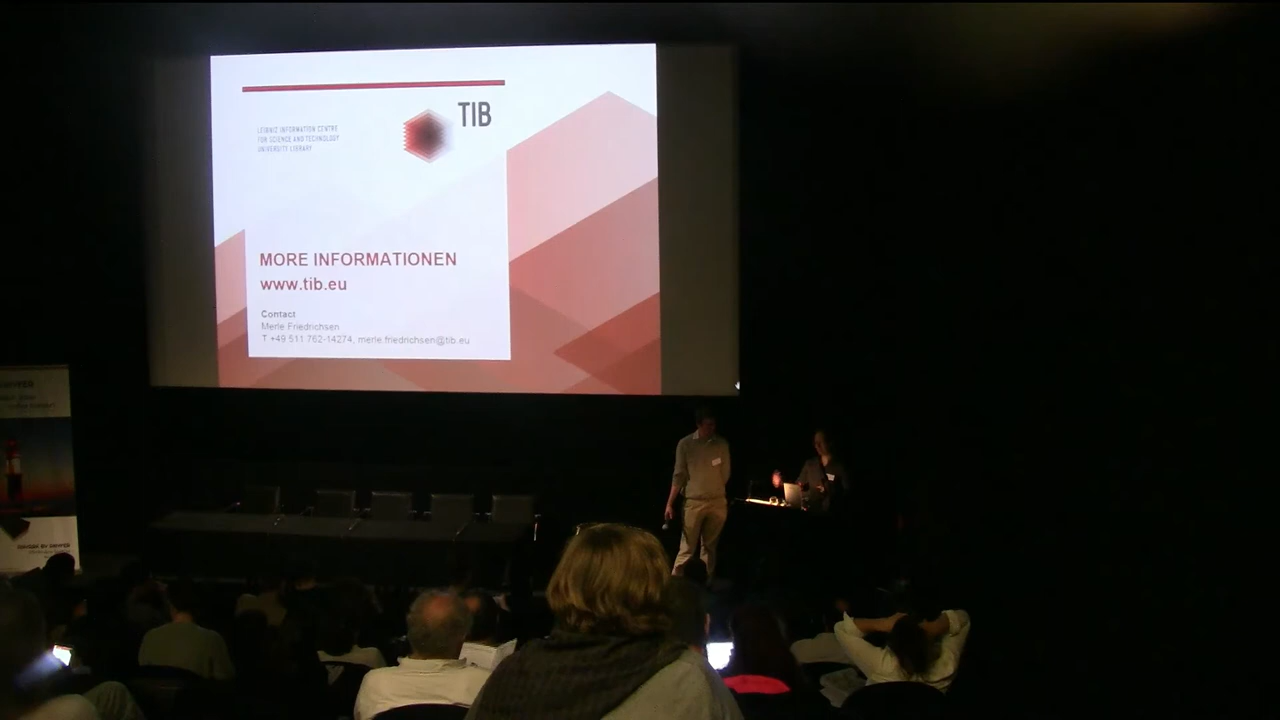 TIB
LEIBNIZ INFORMATION CENTRE
FOR SCIENCE AND TECHNOLOGY
UNIVERSITY LIBRARY
MORE INFORMATIONEN
www.tib.eu
Contact
Merle Friedrichsen
T +49 511 762-14274, merle.friedrichsen@tib.eu